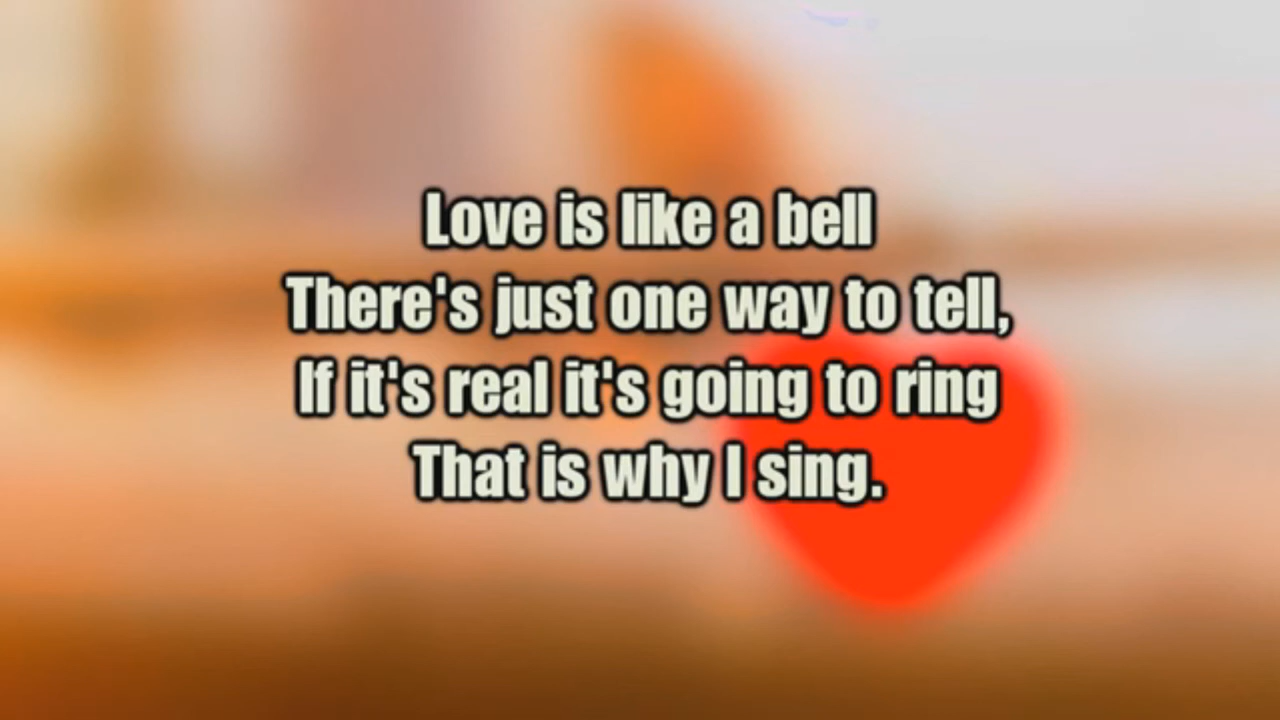 Love is like a bell
There's just one way to tell,
If it's real it's going to ring
That is why I sing.